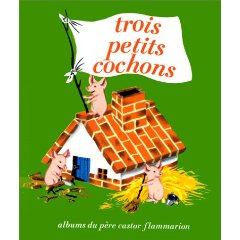 trois
petits
cochons
albums du père castor flammarion